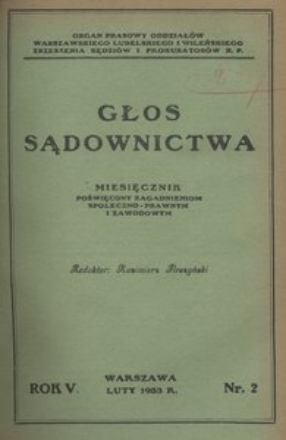 ORGAN PRASOWY ODDZIAŁÓW
WARSZAWSKIEGO LUBELSKIEGO I WILEŃSKIEGO
ZRZESZENIA SĘDZIÓW I PROKURATORÓW R. P.
GŁOS
SĄDOWNICTWA
MIESIĘCZNIK
POŚWIĘCONY ZAGADNIENIOM
SPOŁECZNO-PRAWNYM
I ZAWODOWYM
Redaktor: Kazimierz Fleszyński
WARSZAWA
ROK V. LUTY 1933 R. Nr. 2